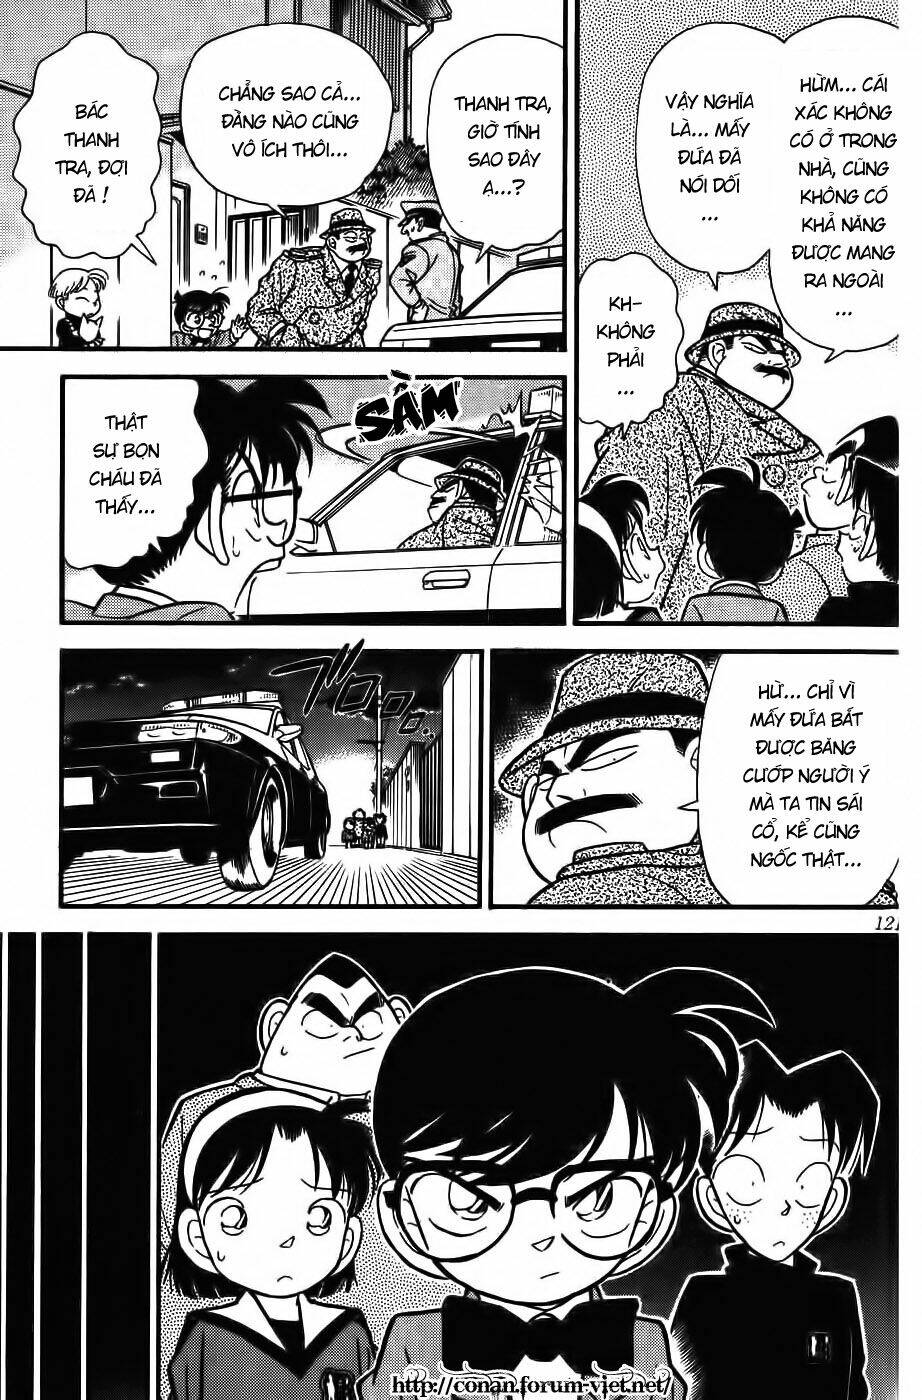 HỪM... CÁI
XÁC KHÔNG
CÓ Ở TRONG
NHÀ, CŨNG
KHÔNG CÓ
KHẢ NĂNG
ĐƯỢC MANG
RA NGOÀI
...
VẬY NGHĨA
LÀ... MẤY
ĐỨA ĐÃ
NÓI DỐI
...
KH-
KHÔNG
PHẢI
...
THANH TRA,
GIỜ TÍNH
SAO ĐÂY
Ạ...?
CHẲNG SAO CẢ...
ĐẰNG NÀO CŨNG
VÔ ÍCH THÔI...
BÁC
THANH
TRA, ĐỢI
ĐÃ !
SẦM
THẬT
SỰ BỌN
CHÁU ĐÃ
THẤY...
HỪ... CHỈ VÌ
MẤY ĐỨA BẮT
ĐƯỢC BĂNG
CƯỚP NGƯỜI Ý
MÀ TA TIN SÁI
CỔ, KỂ CŨNG
NGỐC THẬT...
ブロロロ..
121
http://conan.forum-viet.net/